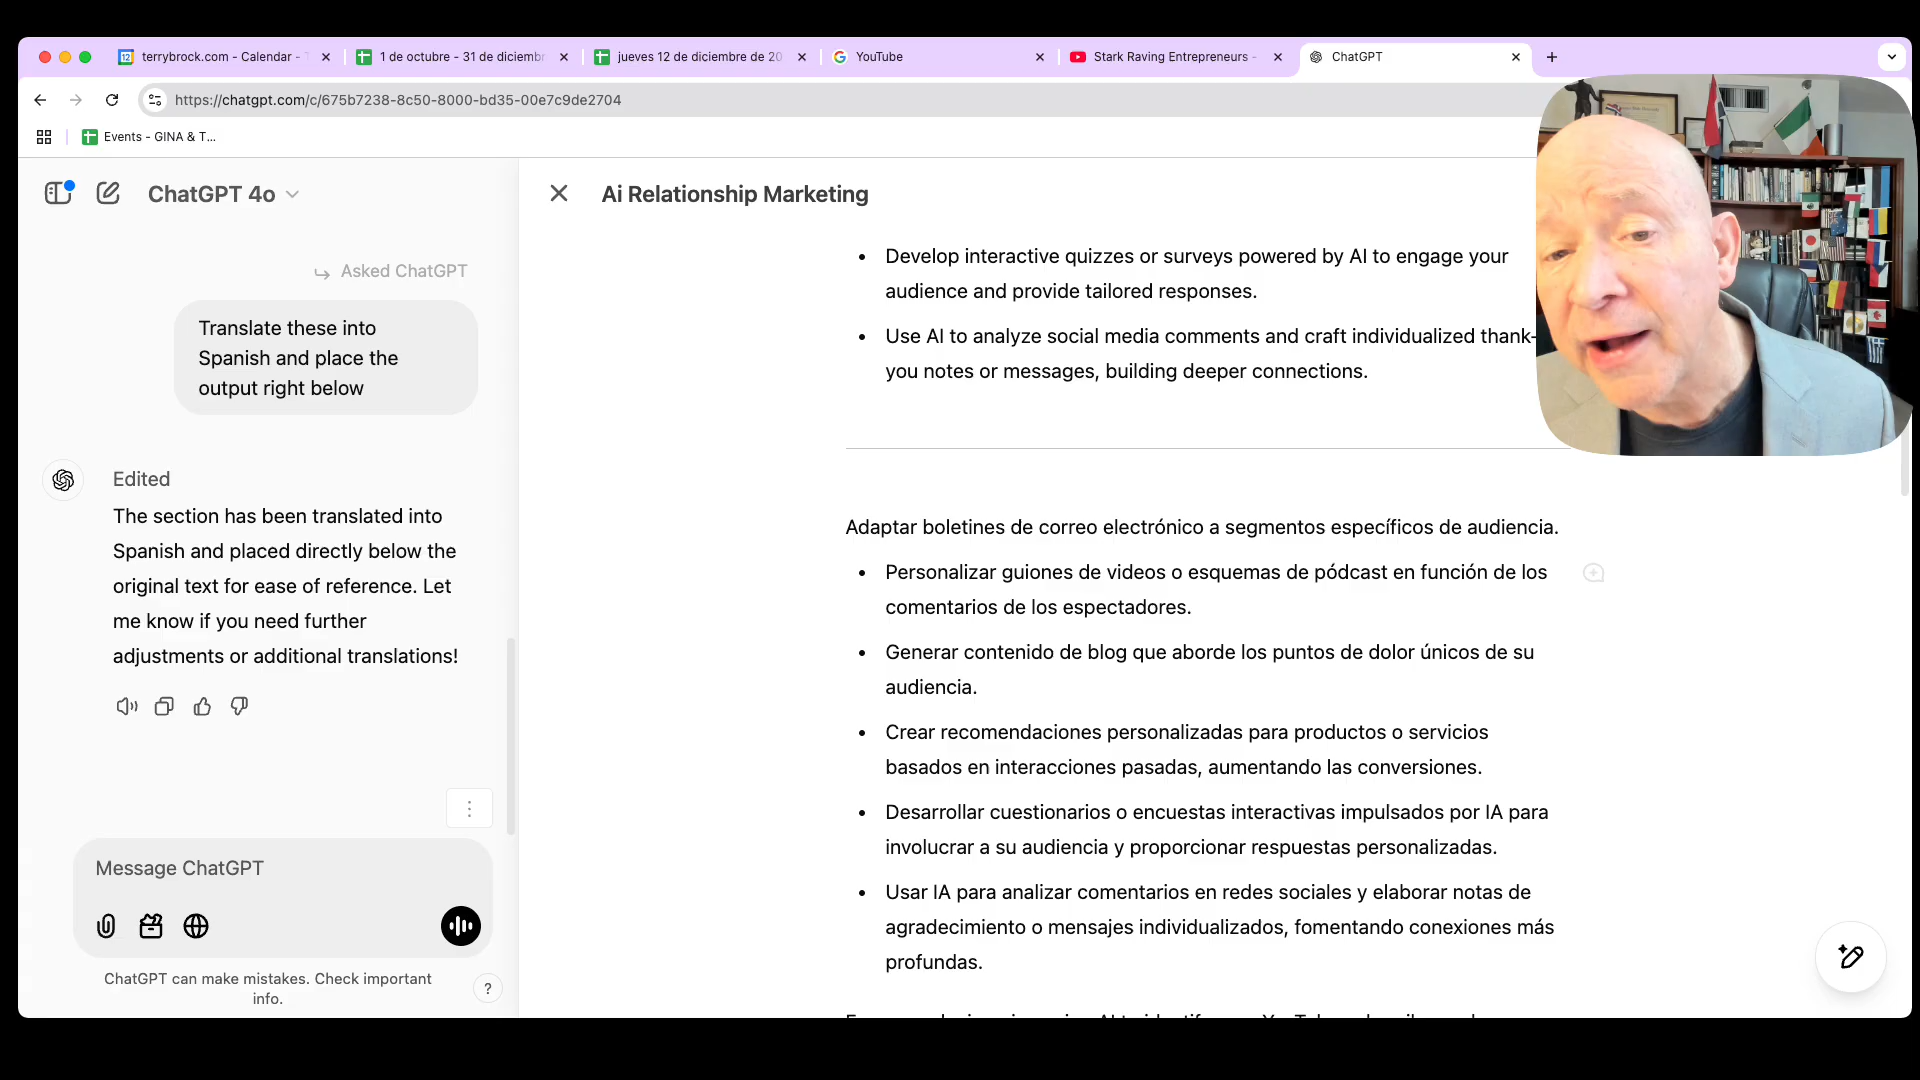 terrybrock.com - Calendar - T
1 de octubre - 31 de diciembr
jueves 12 de diciembre de 20
YouTube
Stark Raving Entrepreneurs -
ChatGPT
https://chatgpt.com/c/675b7238-8c50-8000-bd35-00e7c9de2704
Events - GINA & T...
ChatGPT 4o
Asked ChatGPT
Translate these into
Spanish and place the
output right below
Edited
The section has been translated into
Spanish and placed directly below the
original text for ease of reference. Let
me know if you need further
adjustments or additional translations!
Message ChatGPT
ChatGPT can make mistakes. Check important
info.
?
Ai Relationship Marketing
• Develop interactive quizzes or surveys powered by AI to engage your
audience and provide tailored responses.
• Use AI to analyze social media comments and craft individualized thank-
you notes or messages, building deeper connections.
Adaptar boletines de correo electrónico a segmentos específicos de audiencia.
• Personalizar guiones de videos o esquemas de pódcast en función de los
comentarios de los espectadores.
• Generar contenido de blog que aborde los puntos de dolor únicos de su
audiencia.
• Crear recomendaciones personalizadas para productos o servicios
basados en interacciones pasadas, aumentando las conversiones.
• Desarrollar cuestionarios o encuestas interactivas impulsados por IA para
involucrar a su audiencia y proporcionar respuestas personalizadas.
• Usar IA para analizar comentarios en redes sociales y elaborar notas de
agradecimiento o mensajes individualizados, fomentando conexiones más
profundas.